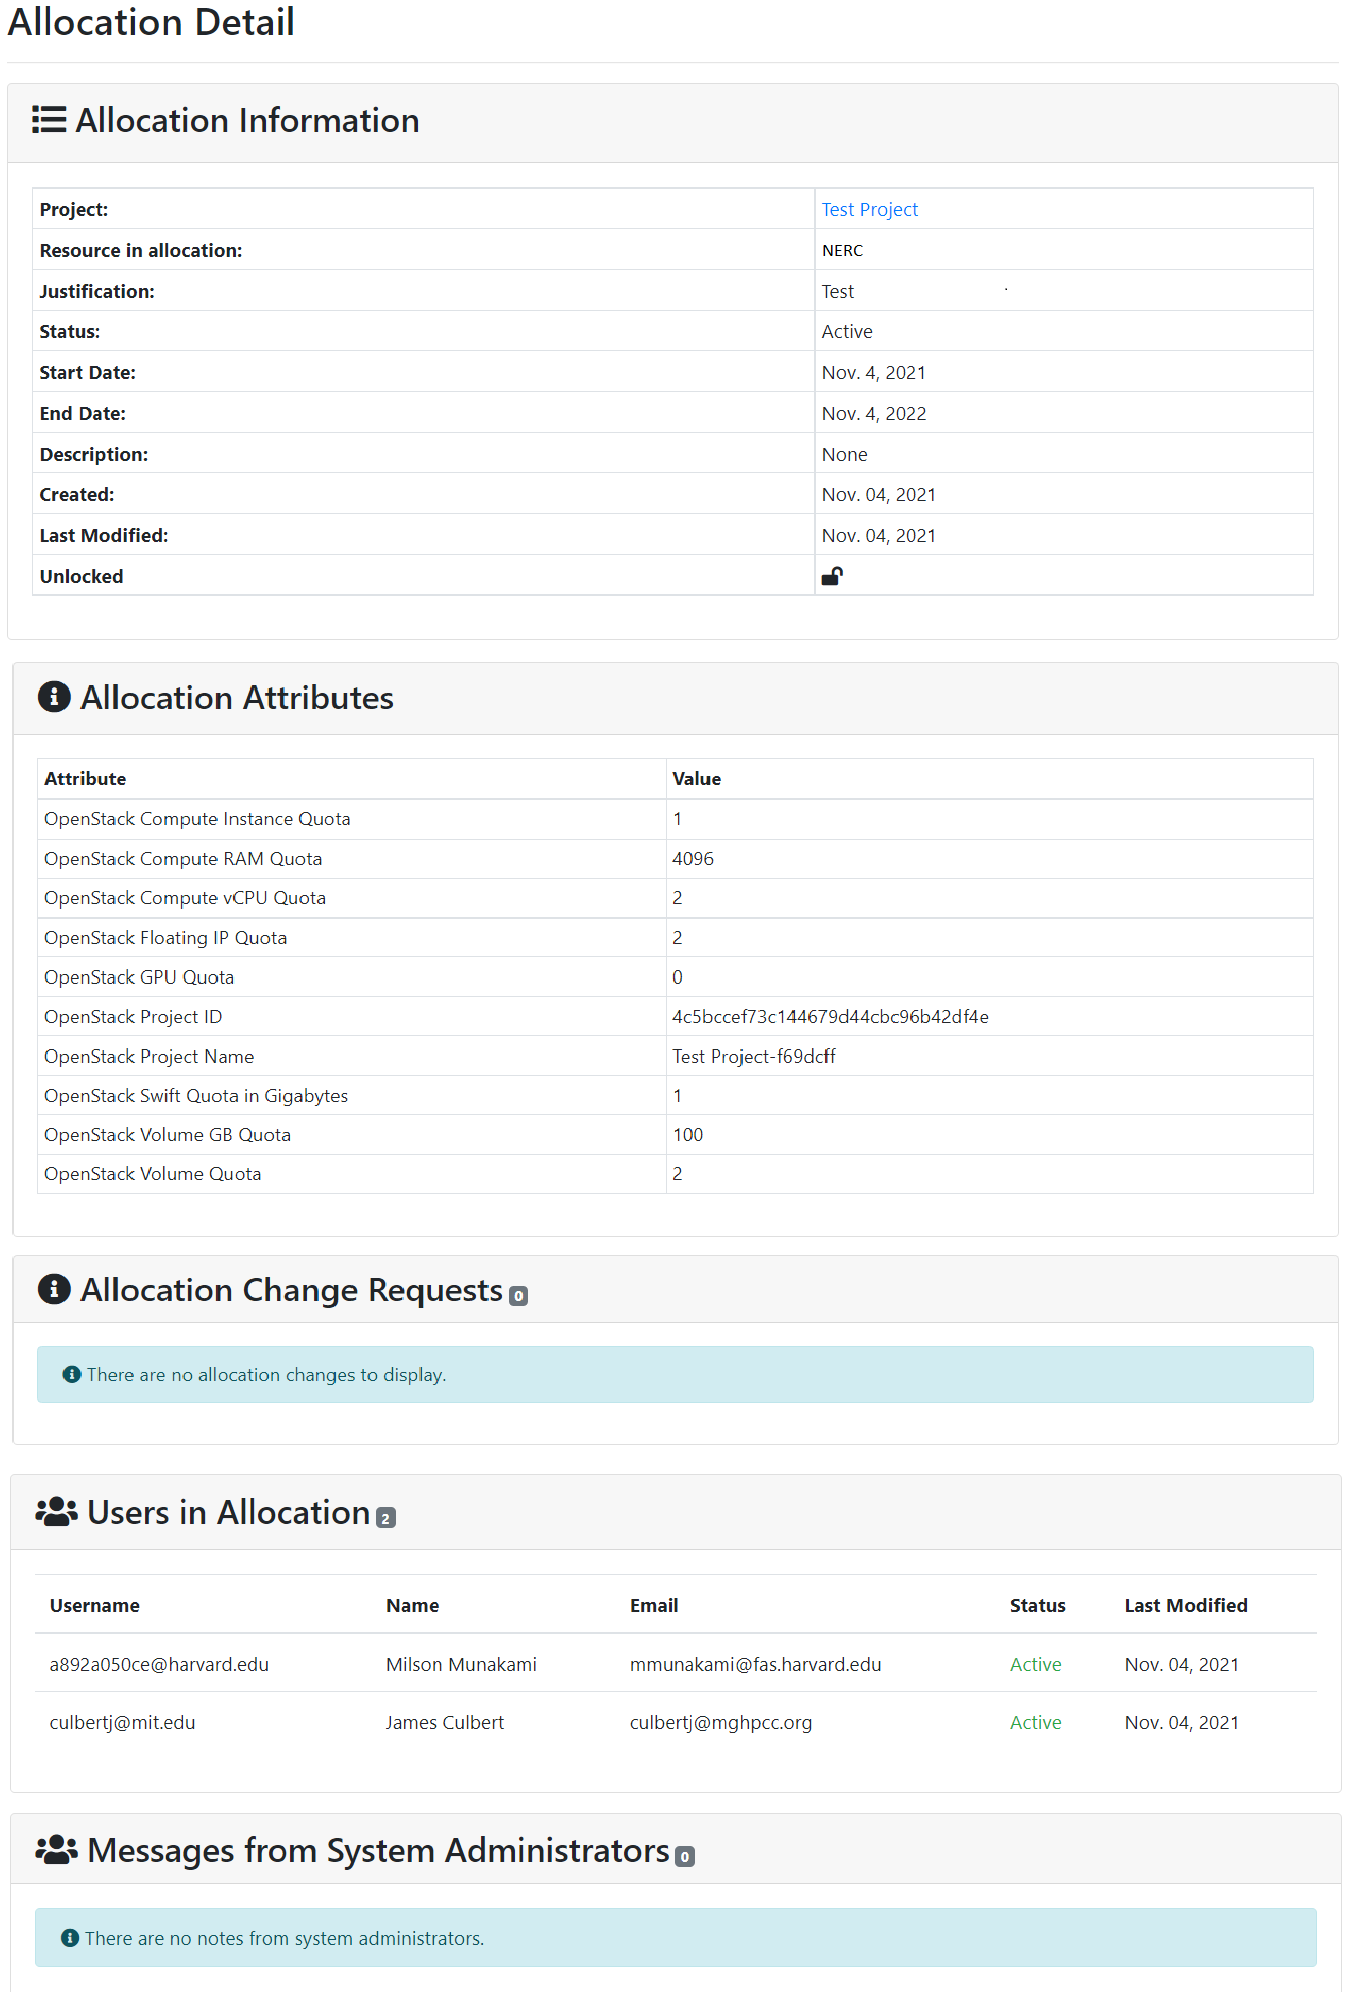 Allocation Detail
Allocation Information
Project: Test Project
Resource in allocation: NERC
Justification: Test
Status: Active
Start Date: Nov. 4, 2021
End Date: Nov. 4, 2022
Description: None
Created: Nov. 04, 2021
Last Modified: Nov. 04, 2021
Unlocked
Allocation Attributes
Attribute Value
OpenStack Compute Instance Quota 1
OpenStack Compute RAM Quota 4096
OpenStack Compute vCPU Quota 2
OpenStack Floating IP Quota 2
OpenStack GPU Quota 0
OpenStack Project ID 4c5bccef73c144679d44cbc96b42df4e
OpenStack Project Name Test Project-f69dcff
OpenStack Swift Quota in Gigabytes 1
OpenStack Volume GB Quota 100
OpenStack Volume Quota 2
Allocation Change Requests 0
There are no allocation changes to display.
Users in Allocation 2
Username Name Email Status Last Modified
a892a050ce@harvard.edu Milson Munakami mmunakami@fas.harvard.edu Active Nov. 04, 2021
culbertj@mit.edu James Culbert culbertj@mghpcc.org Active Nov. 04, 2021
Messages from System Administrators 0
There are no notes from system administrators.